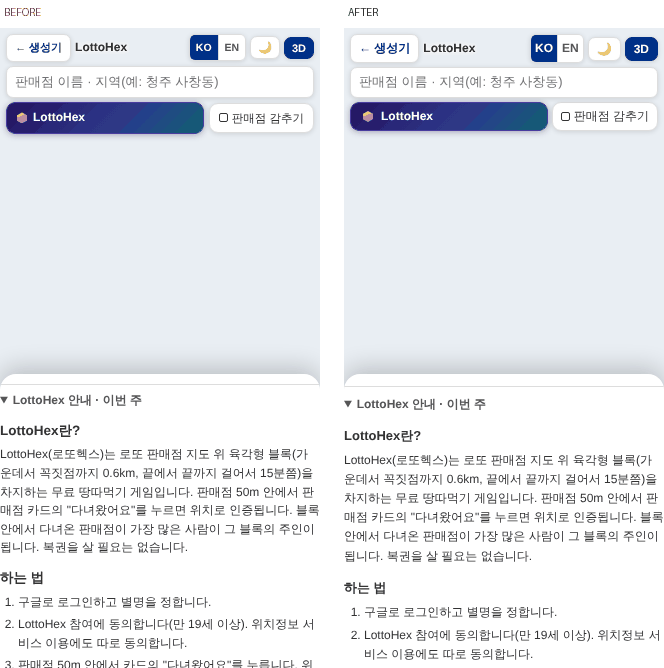 BEFORE
← 생성기 LottoHex KO EN 🌙 3D
판매점 이름 · 지역(예: 청주 사창동)
LottoHex 판매점 감추기
▼ LottoHex 안내 · 이번 주
LottoHex란?
LottoHex(로또헥스)는 로또 판매점 지도 위 육각형 블록(가
운데서 꼭짓점까지 0.6km, 끝에서 끝까지 걸어서 15분쯤)을
차지하는 무료 땅따먹기 게임입니다. 판매점 50m 안에서 판
매점 카드의 "다녀왔어요"를 누르면 위치로 인증됩니다. 블록
안에서 다녀온 판매점이 가장 많은 사람이 그 블록의 주인이
됩니다. 복권을 살 필요는 없습니다.
하는 법
1. 구글로 로그인하고 별명을 정합니다.
2. LottoHex 참여에 동의합니다(만 19세 이상). 위치정보 서
비스 이용에도 따로 동의합니다.
3. 판매점 50m 안에서 카드의 "다녀왔어요"를 누릅니다. 위
AFTER
← 생성기 LottoHex KO EN 🌙 3D
판매점 이름 · 지역(예: 청주 사창동)
LottoHex 판매점 감추기
▼ LottoHex 안내 · 이번 주
LottoHex란?
LottoHex(로또헥스)는 로또 판매점 지도 위 육각형 블록(가
운데서 꼭짓점까지 0.6km, 끝에서 끝까지 걸어서 15분쯤)을
차지하는 무료 땅따먹기 게임입니다. 판매점 50m 안에서 판
매점 카드의 "다녀왔어요"를 누르면 위치로 인증됩니다. 블록
안에서 다녀온 판매점이 가장 많은 사람이 그 블록의 주인이
됩니다. 복권을 살 필요는 없습니다.
하는 법
1. 구글로 로그인하고 별명을 정합니다.
2. LottoHex 참여에 동의합니다(만 19세 이상). 위치정보 서
비스 이용에도 따로 동의합니다.